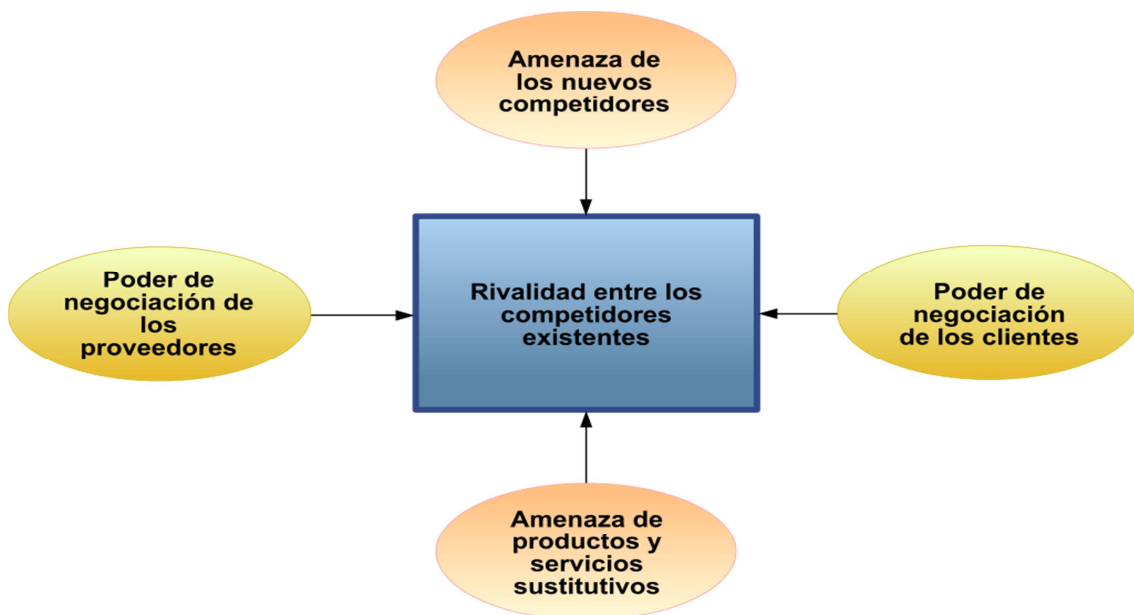 Amenaza de
los nuevos
competidores
Poder de
negociación de
los
proveedores
Rivalidad entre los
competidores
existentes
Poder de
negociación
de los clientes
Amenaza de
productos y
servicios
sustitutivos